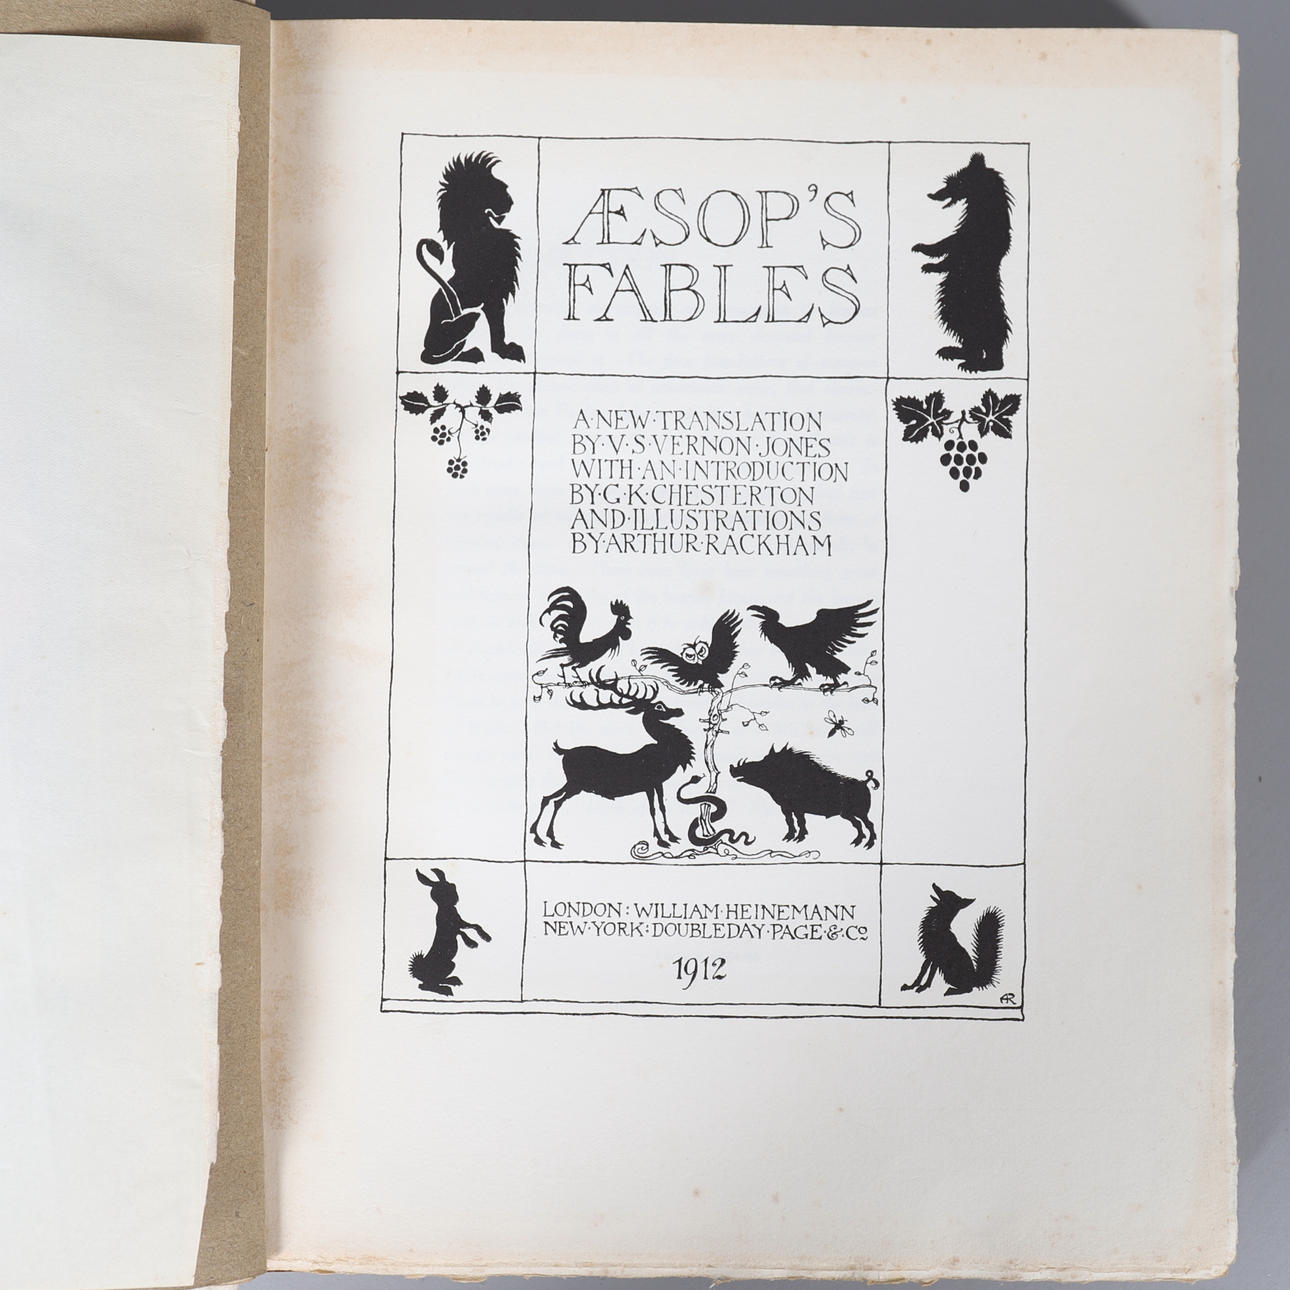 ÆSOP'S
FABLES
A·NEW·TRANSLATION
BY·V·S·VERNON·JONES
WITH·AN·INTRODUCTION
BY·G·K·CHESTERTON
AND·ILLUSTRATIONS
BY·ARTHUR·RACKHAM
LONDON: WILLIAM·HEINEMANN
NEW·YORK: DOUBLEDAY·PAGE·&·Cº
1912
AR